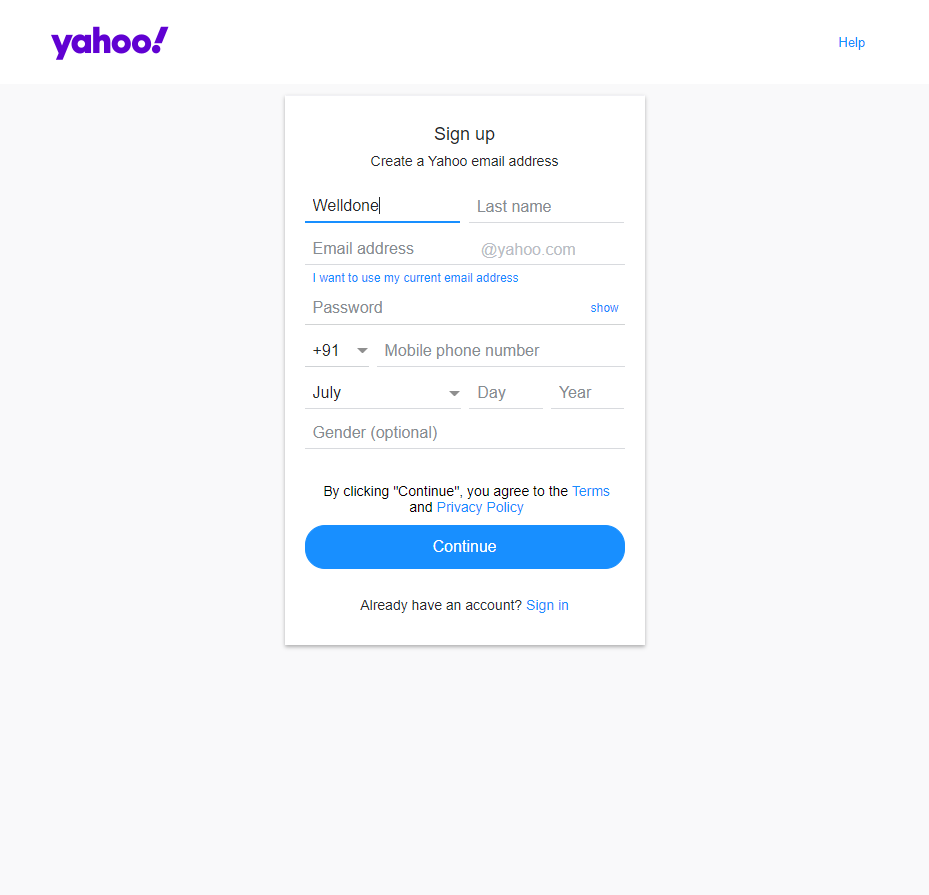 yahoo!
Help
Sign up
Create a Yahoo email address
Welldone
Last name
Email address @yahoo.com
I want to use my current email address
Password show
+91 Mobile phone number
July Day Year
Gender (optional)
By clicking "Continue", you agree to the Terms
and Privacy Policy
Continue
Already have an account? Sign in